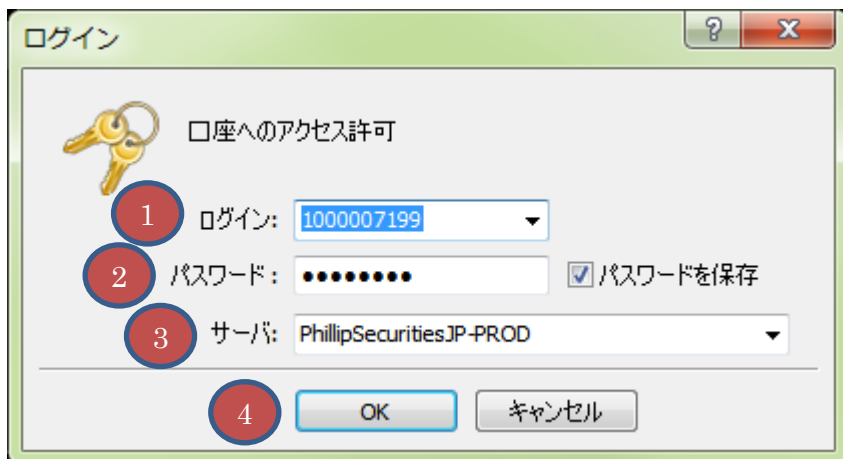 ログイン
口座へのアクセス許可
1 ログイン: 1000007199
2 パスワード: ●●●●●●●● パスワードを保存
3 サーバ: PhillipSecuritiesJP-PROD
4 OK キャンセル